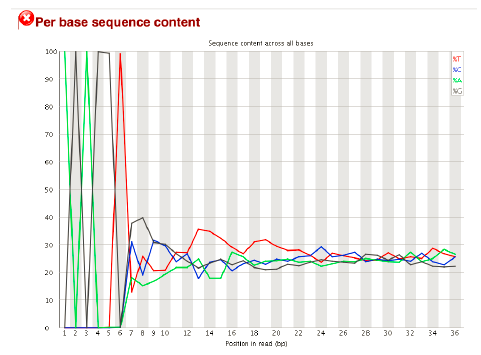 Per base sequence content
Sequence content across all bases
%T
%C
%A
%G
100
90
80
70
60
50
40
30
20
10
0
1 2 3 4 5 6 7 8 9 10 12 14 16 18 20 22 24 26 28 30 32 34 36
Position in read (bp)